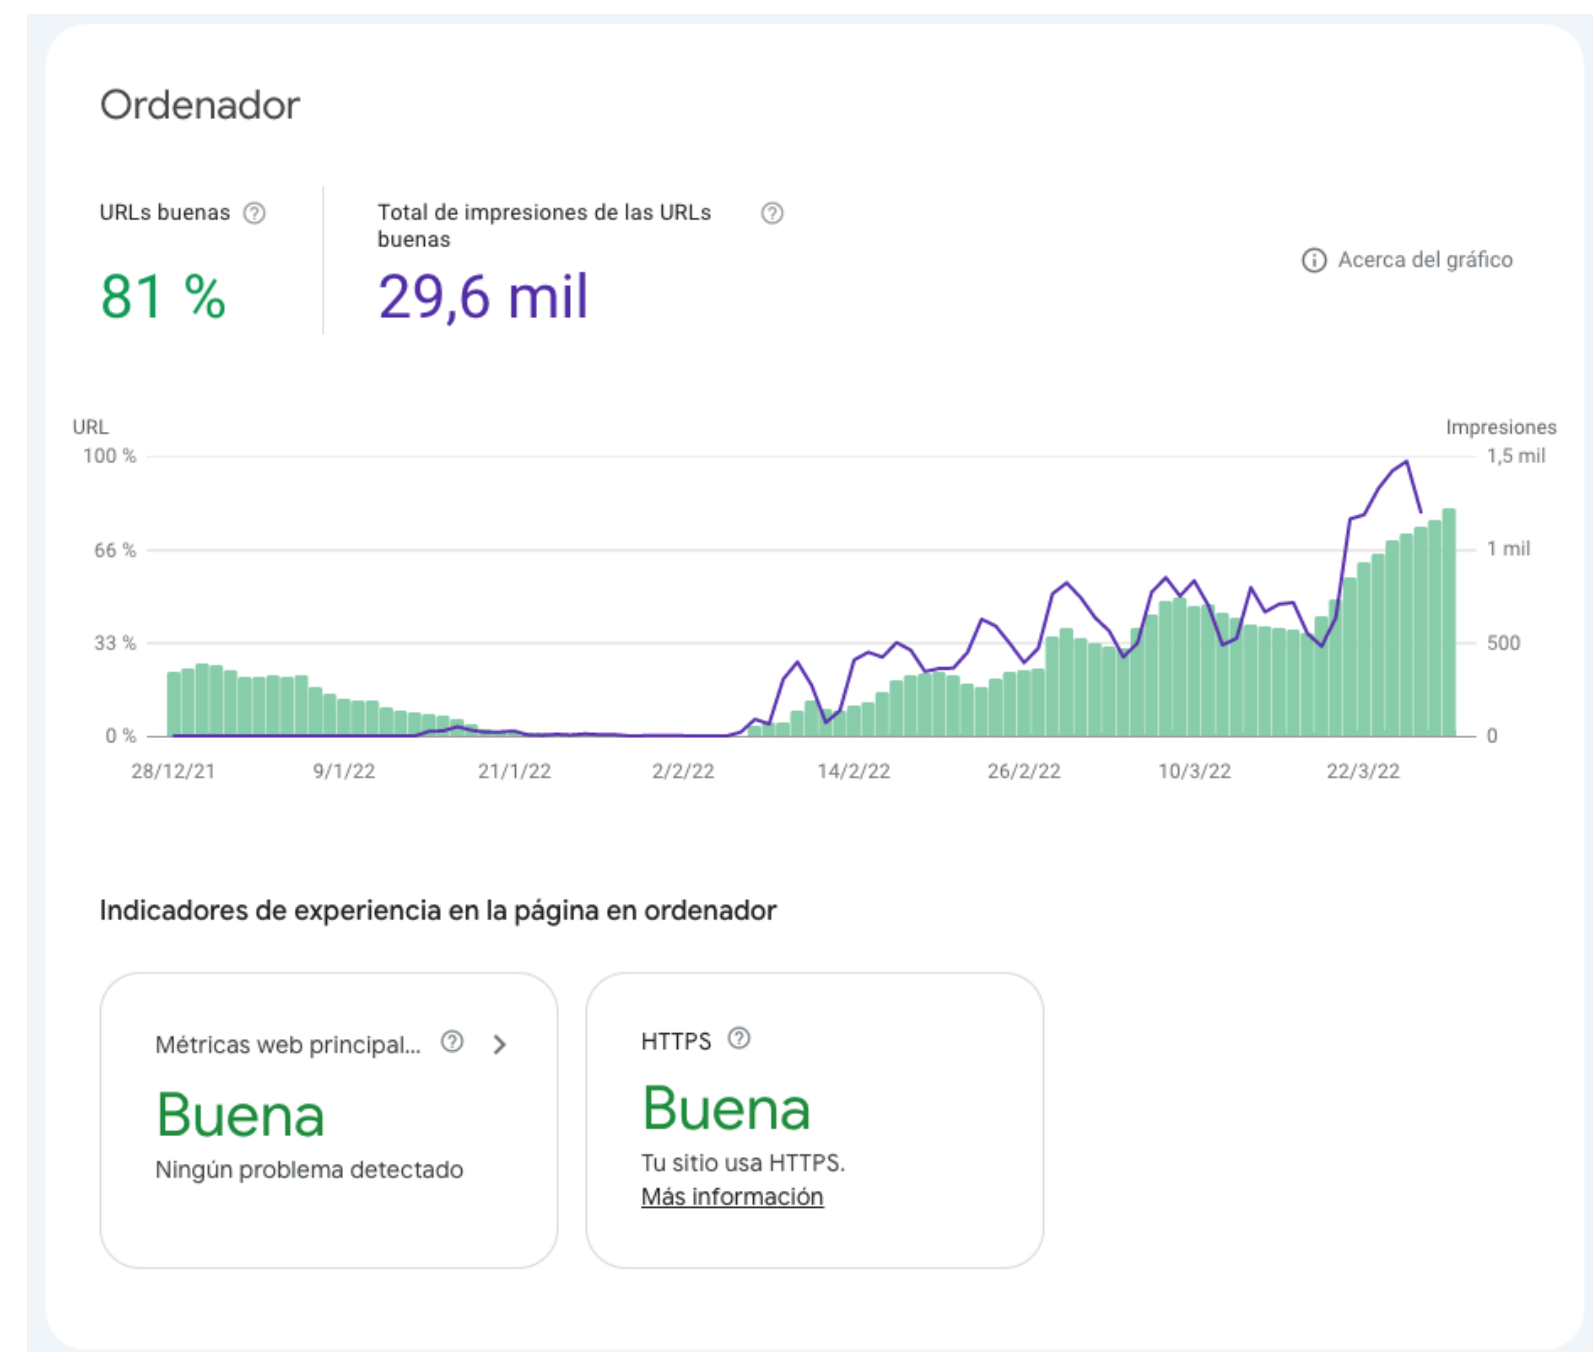 Ordenador
URLs buenas
81 %
Total de impresiones de las URLs
buenas
29,6 mil
Acerca del gráfico
URL
Impresiones
100 %
1,5 mil
66 %
1 mil
33 %
500
0 %
0
28/12/21
9/1/22
21/1/22
2/2/22
14/2/22
26/2/22
10/3/22
22/3/22
Indicadores de experiencia en la página en ordenador
Métricas web principal...
Buena
Ningún problema detectado
HTTPS
Buena
Tu sitio usa HTTPS.
Más información